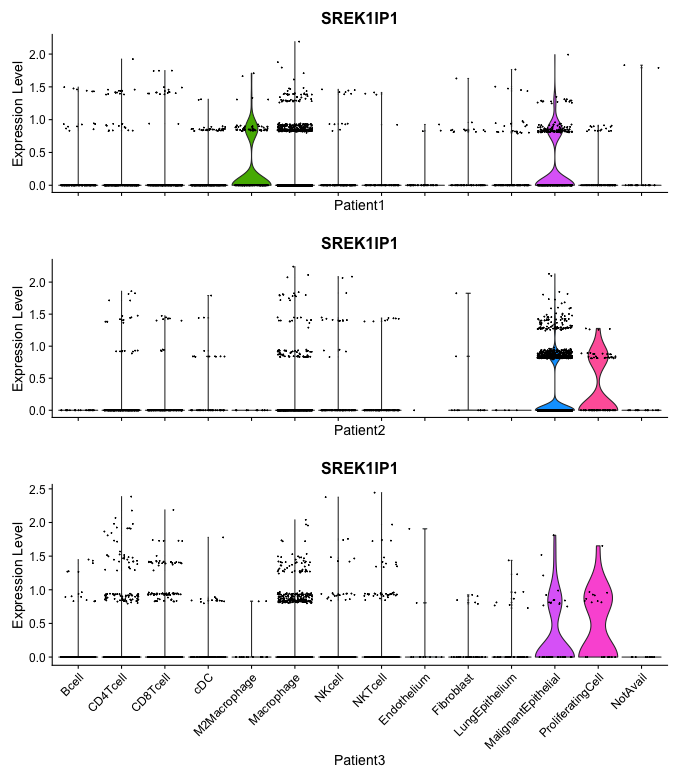 SREK1IP1
Expression Level
2.0
1.5
1.0
0.5
0.0
Patient1
SREK1IP1
Expression Level
2.0
1.5
1.0
0.5
0.0
Patient2
SREK1IP1
Expression Level
2.5
2.0
1.5
1.0
0.5
0.0
Bcell
CD4Tcell
CD8Tcell
cDC
M2Macrophage
Macrophage
NKcell
NKTcell
Endothelium
Fibroblast
LungEpithelium
MalignantEpithelial
ProliferatingCell
NotAvail
Patient3